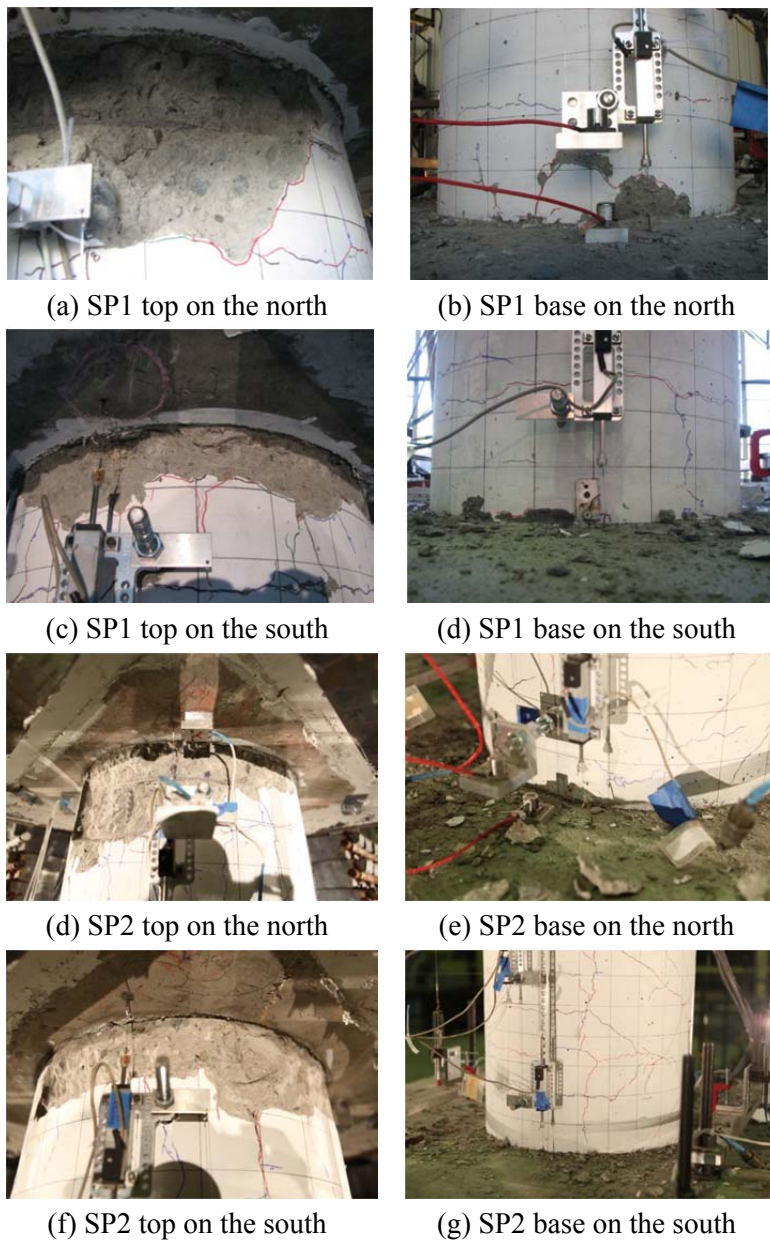 (a) SP1 top on the north
(b) SP1 base on the north
(c) SP1 top on the south
(d) SP1 base on the south
(d) SP2 top on the north
(e) SP2 base on the north
(f) SP2 top on the south
(g) SP2 base on the south